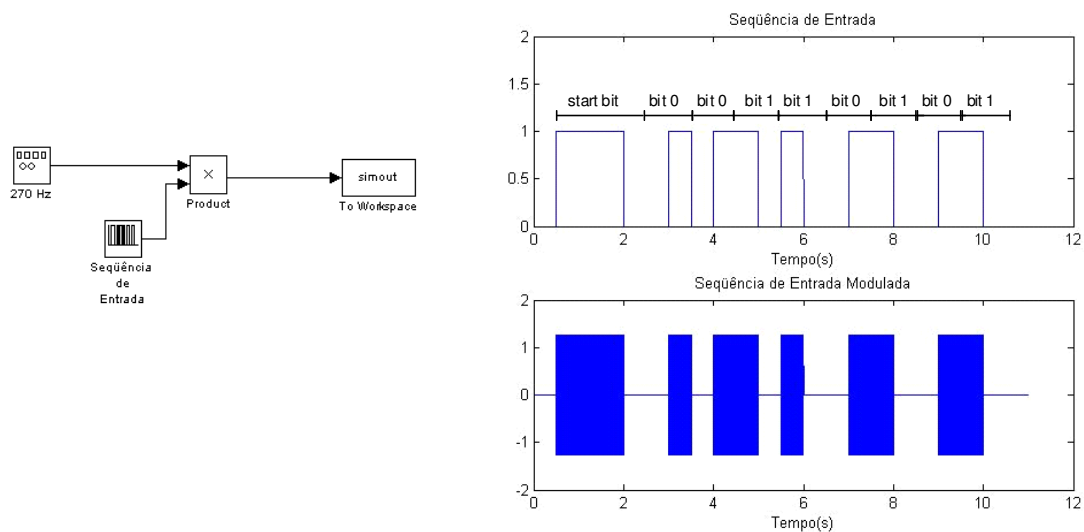 270 Hz
Seqüência
de
Entrada
×
Product
simout
To Workspace
Seqüência de Entrada
2
1.5
1
0.5
0
start bit bit 0 bit 0 bit 1 bit 1 bit 0 bit 1 bit 0 bit 1
0 2 4 6 8 10 12
Tempo(s)
Seqüência de Entrada Modulada
2
1
0
-1
-2
0 2 4 6 8 10 12
Tempo(s)